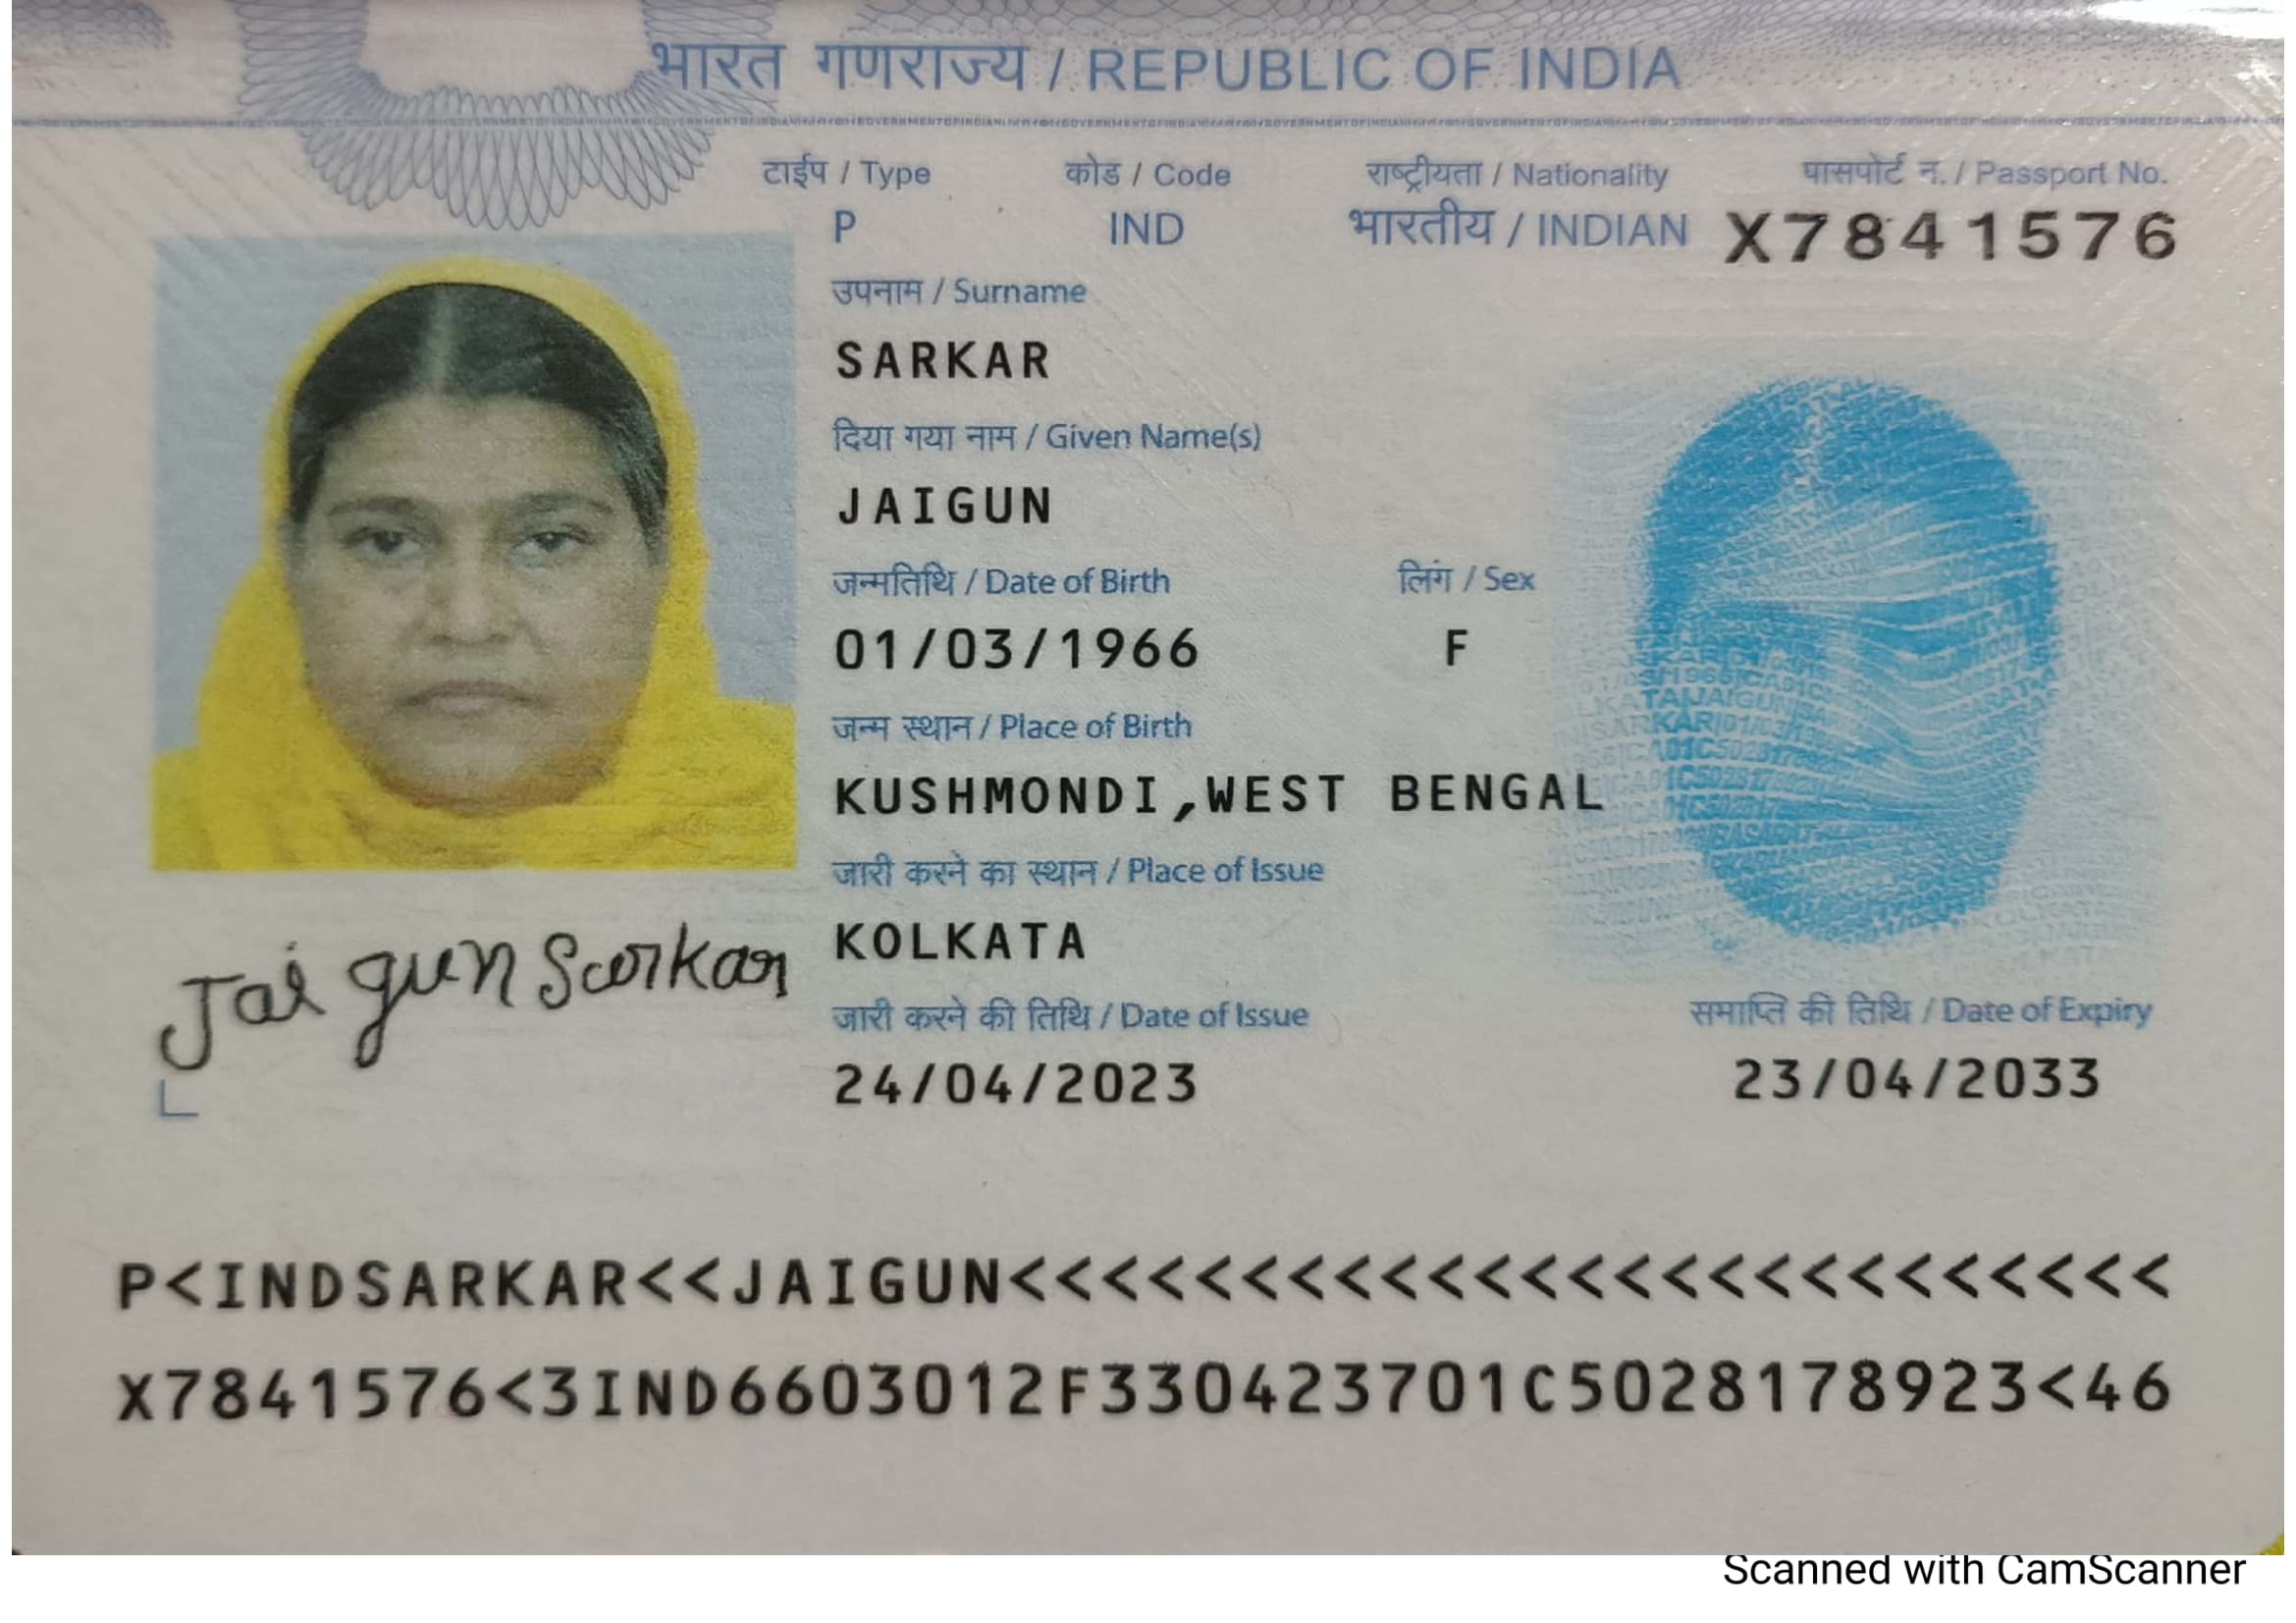 भारत गणराज्य / REPUBLIC OF INDIA
टाईप / Type कोड / Code राष्ट्रीयता / Nationality पासपोर्ट न. / Passport No.
P IND भारतीय / INDIAN X7841576
उपनाम / Surname
SARKAR
दिया गया नाम / Given Name(s)
JAIGUN
जन्मतिथि / Date of Birth लिंग / Sex
01/03/1966 F
जन्म स्थान / Place of Birth
KUSHMONDI,WEST BENGAL
जारी करने का स्थान / Place of Issue
KOLKATA
Jaigun Sarkar
जारी करने की तिथि / Date of Issue समाप्ति की तिथि / Date of Expiry
24/04/2023 23/04/2033
P<INDSARKAR<<JAIGUN<<<<<<<<<<<<<<<<<<<<<<<<<
X7841576<3IND6603012F330423701C5028178923<46
Scanned with CamScanner